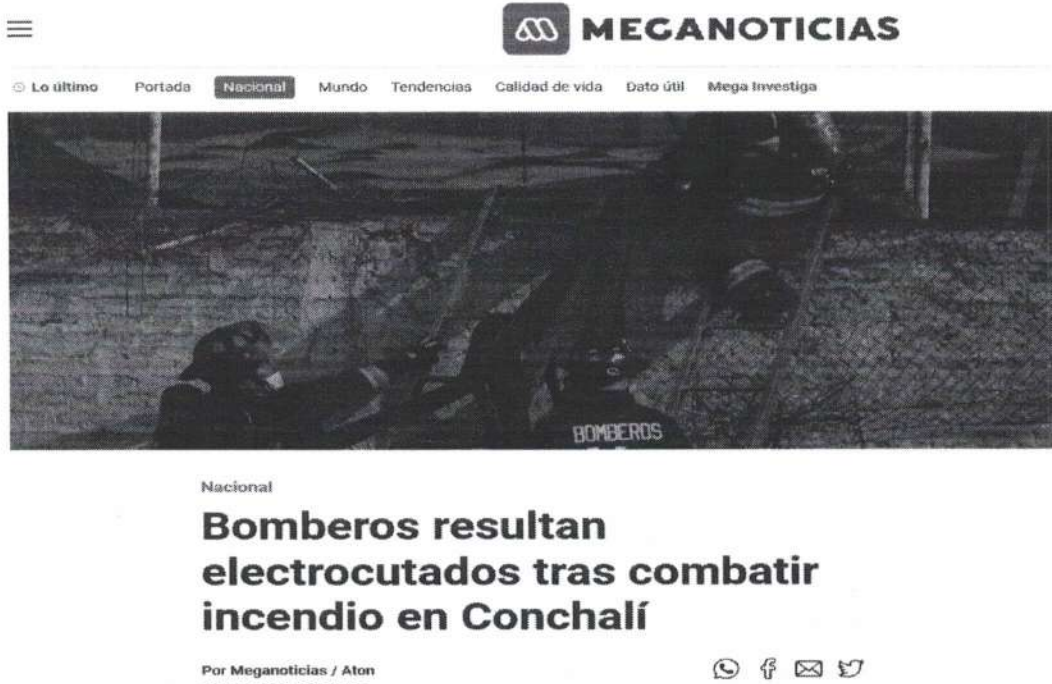 MEGANOTICIAS
Lo último Portada Nacional Mundo Tendencias Calidad de vida Dato útil Mega Investiga
BOMBEROS
Nacional
Bomberos resultan
electrocutados tras combatir
incendio en Conchalí
Por Meganoticias / Aton